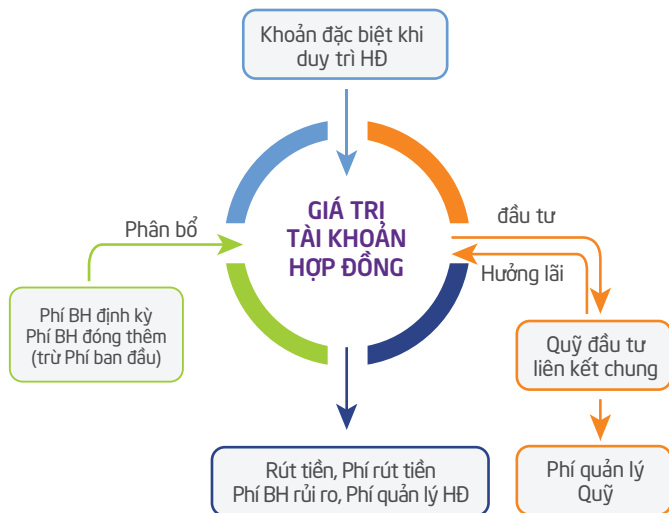 Khoản đặc biệt khi
duy trì HĐ
GIÁ TRỊ
TÀI KHOẢN
HỢP ĐỒNG
Phân bổ
đầu tư
Hưởng lãi
Phí BH định kỳ
Phí BH đóng thêm
(trừ Phí ban đầu)
Quỹ đầu tư
liên kết chung
Rút tiền, Phí rút tiền
Phí BH rủi ro, Phí quản lý HĐ
Phí quản lý
Quỹ